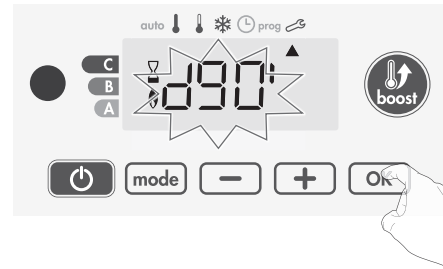 auto prog
C
B
A
d90'
boost
mode − + OK